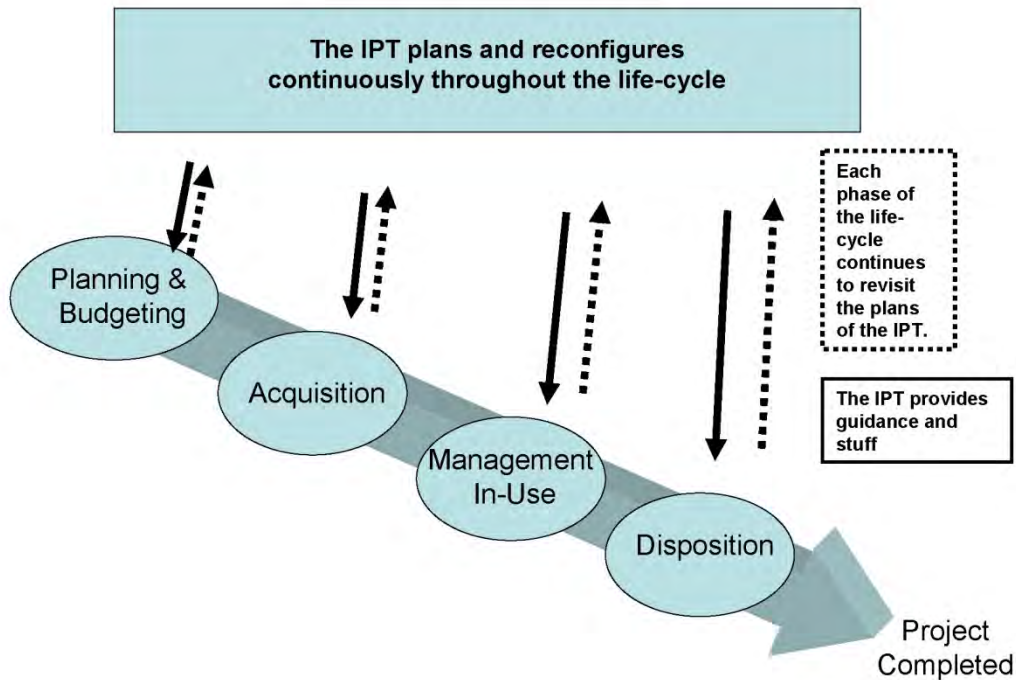 The IPT plans and reconfigures
continuously throughout the life-cycle
Each
phase of
the life-
cycle
continues
to revisit
the plans
of the IPT.
Planning &
Budgeting
Acquisition
The IPT provides
guidance and
stuff
Management
In-Use
Disposition
Project
Completed